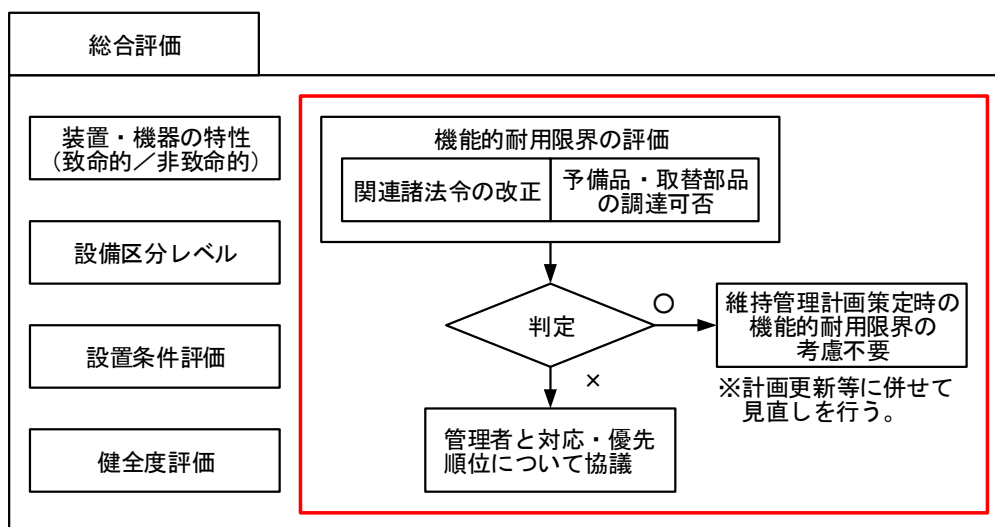 総合評価
装置・機器の特性
(致命的／非致命的)
設備区分レベル
設置条件評価
健全度評価
機能的耐用限界の評価
関連諸法令の改正
予備品・取替部品
の調達可否
判定
○
×
維持管理計画策定時の
機能的耐用限界の
考慮不要
※計画更新等に併せて
見直しを行う。
管理者と対応・優先
順位について協議